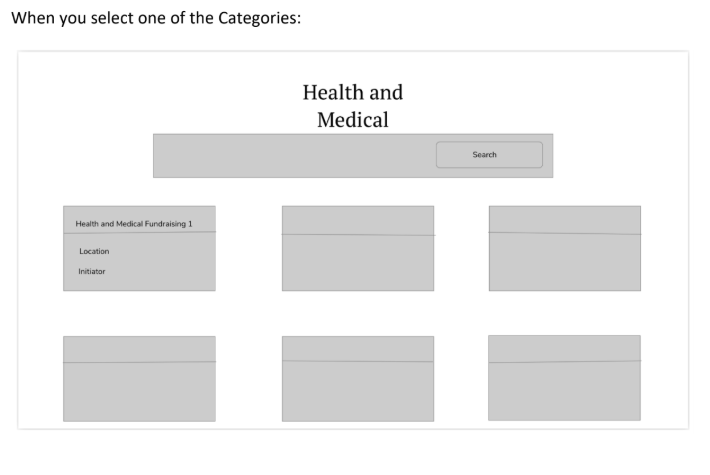 When you select one of the Categories:
Health and
Medical
Search
Health and Medical Fundraising 1
Location
Initiator